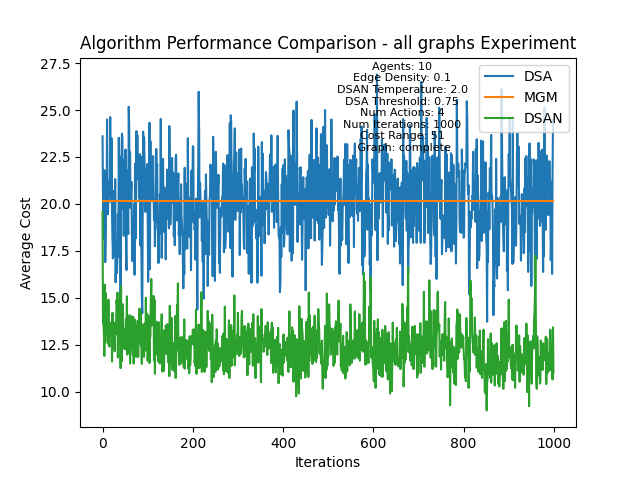 Algorithm Performance Comparison - all graphs Experiment
Agents: 10
Edge Density: 0.1
DSAN Temperature: 2.0
DSA Threshold: 0.75
Num Actions: 4
Num Iterations: 1000
Cost Range: 51
Graph: complete
DSA
MGM
DSAN
Average Cost
27.5
25.0
22.5
20.0
17.5
15.0
12.5
10.0
0
200
400
600
800
1000
Iterations